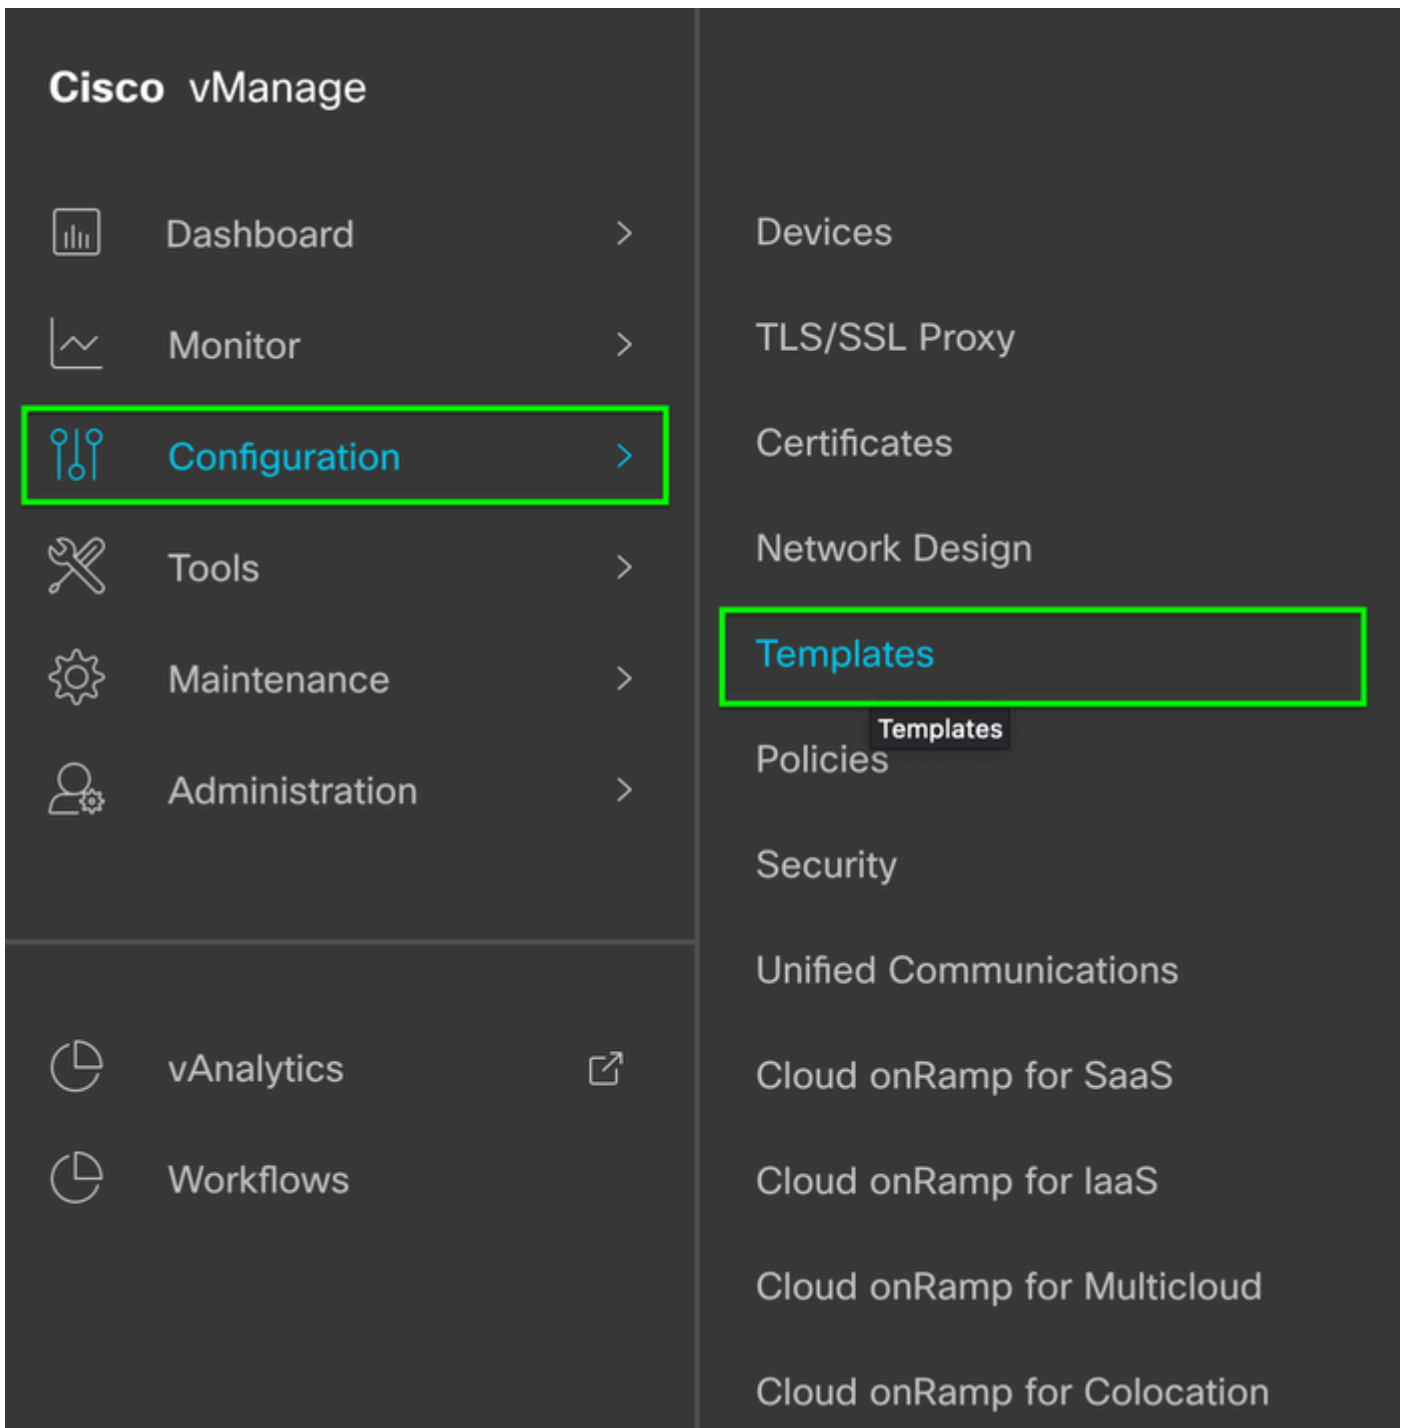 Cisco vManage
Dashboard
Monitor
Configuration
Tools
Maintenance
Administration
vAnalytics
Workflows
Devices
TLS/SSL Proxy
Certificates
Network Design
Templates
Templates
Policies
Security
Unified Communications
Cloud onRamp for SaaS
Cloud onRamp for IaaS
Cloud onRamp for Multicloud
Cloud onRamp for Colocation